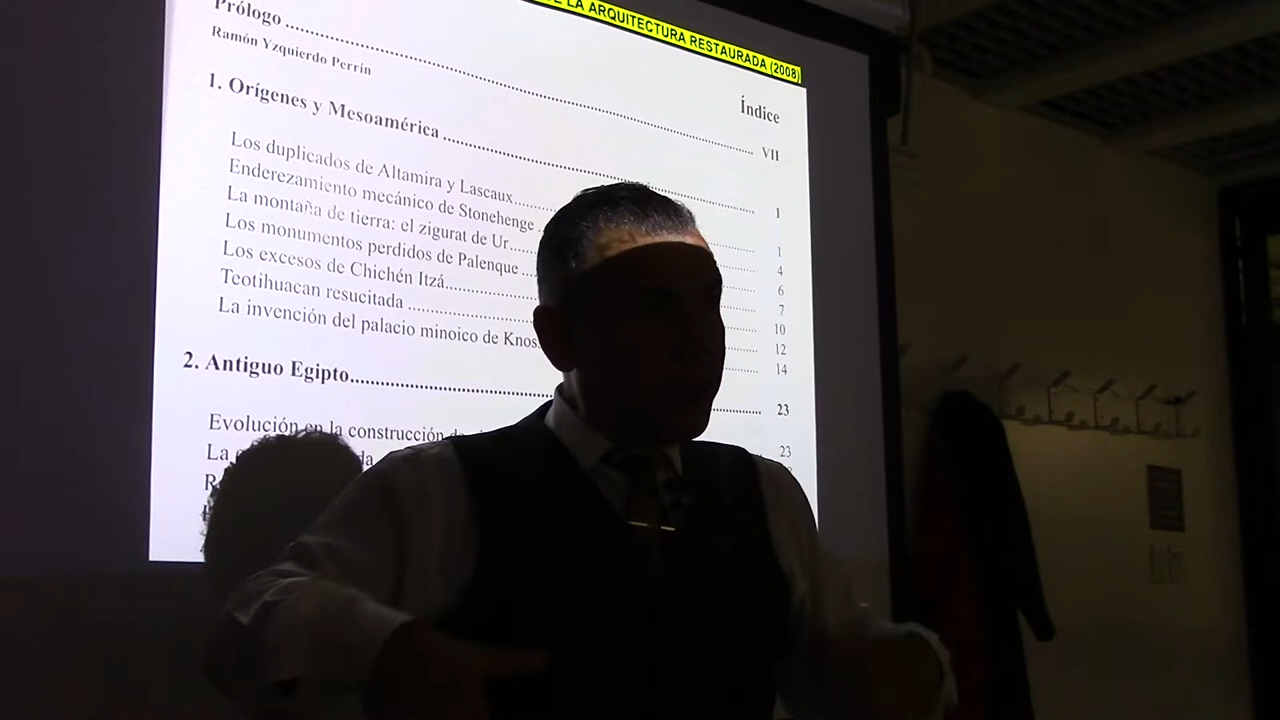 DE LA ARQUITECTURA RESTAURADA (2008)
Índice
Prólogo ........ VII
Ramón Yzquierdo Perrín
1. Orígenes y Mesoamérica ........ 1
Los duplicados de Altamira y Lascaux........ 1
Enderezamiento mecánico de Stonehenge ........ 4
La montaña de tierra: el zigurat de Ur........ 6
Los monumentos perdidos de Palenque ........ 7
Los excesos de Chichén Itzá........ 10
Teotihuacan resucitada ........ 12
La invención del palacio minoico de Knos 14
2. Antiguo Egipto........ 23
Evolución en la construcción 23
La